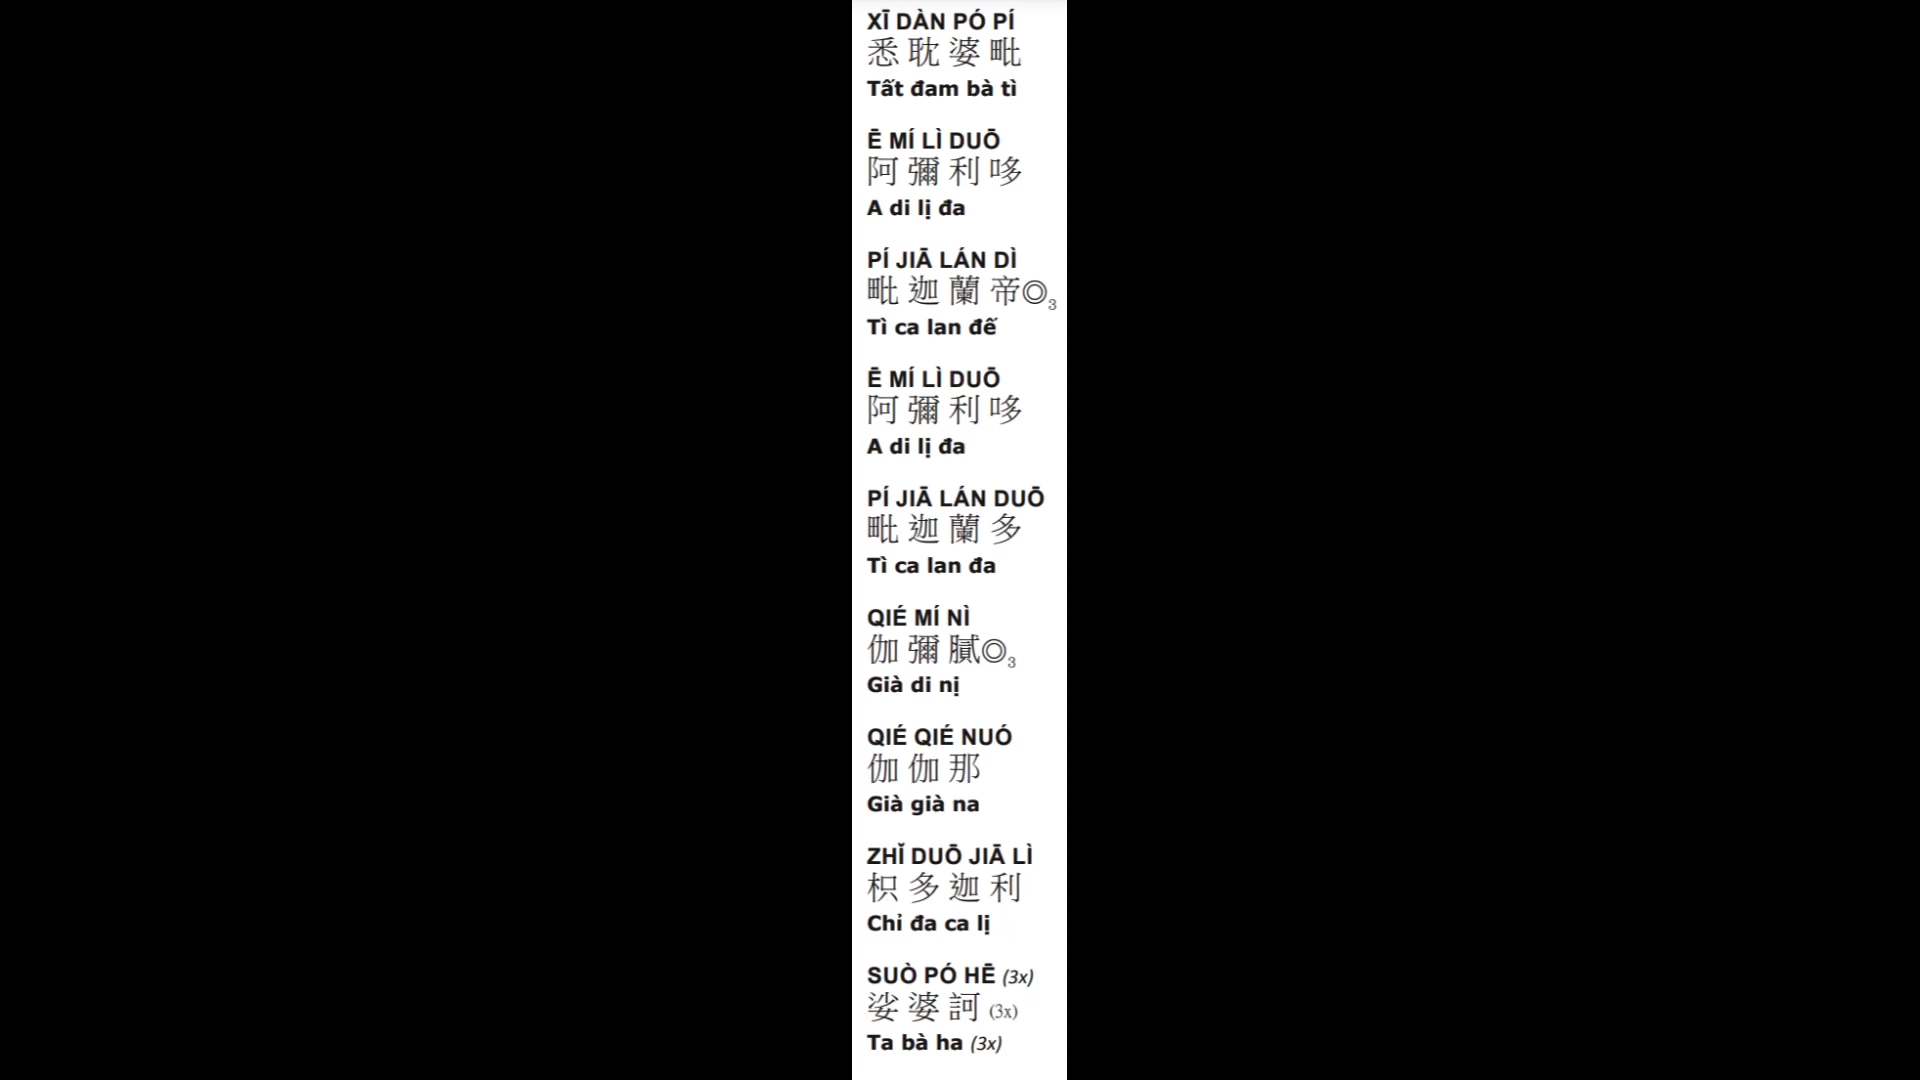 XĪ DÀN PÓ PÍ
悉 耽 婆 毗
Tất đam bà tì
Ē MÍ LÌ DUŌ
阿 彌 利 哆
A di lị đa
PÍ JIĀ LÁN DÌ
毗 迦 蘭 帝◎3
Tì ca lan đế
Ē MÍ LÌ DUŌ
阿 彌 利 哆
A di lị đa
PÍ JIĀ LÁN DUŌ
毗 迦 蘭 多
Tì ca lan đa
QIÉ MÍ NÌ
伽 彌 膩◎3
Già di nị
QIÉ QIÉ NUÓ
伽 伽 那
Già già na
ZHǏ DUŌ JIĀ LÌ
枳 多 迦 利
Chỉ đa ca lị
SUÒ PÓ HĒ (3x)
娑 婆 訶 (3x)
Ta bà ha (3x)